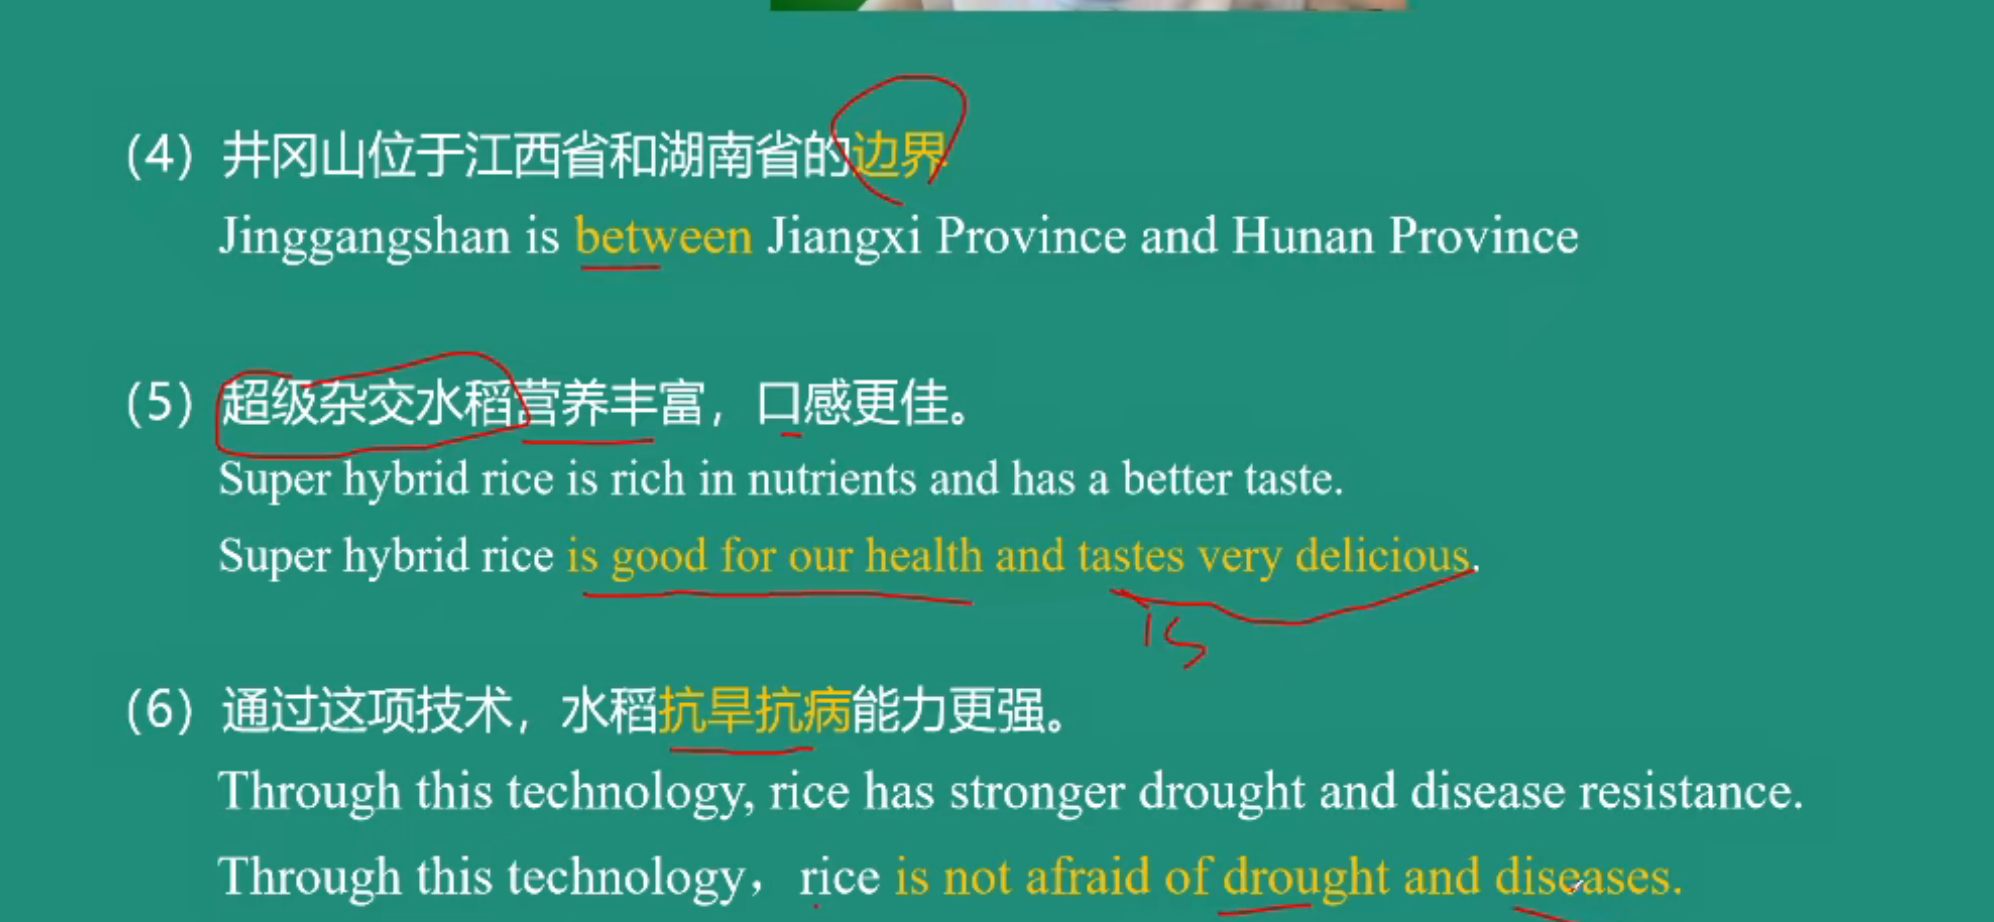 （4）井冈山位于江西省和湖南省的边界
Jinggangshan is between Jiangxi Province and Hunan Province
（5）超级杂交水稻营养丰富，口感更佳。
Super hybrid rice is rich in nutrients and has a better taste.
Super hybrid rice is good for our health and tastes very delicious.
is
（6）通过这项技术，水稻抗旱抗病能力更强。
Through this technology, rice has stronger drought and disease resistance.
Through this technology，rice is not afraid of drought and diseases.